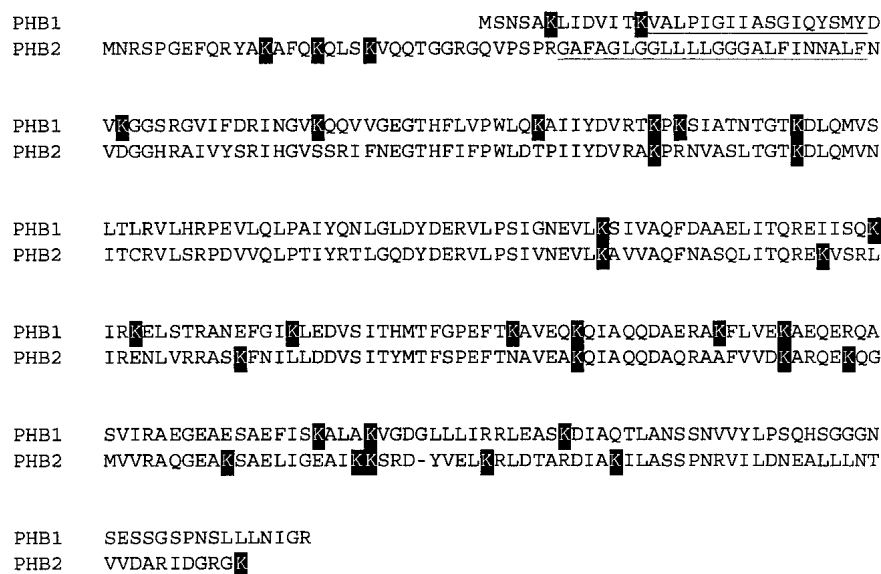 PHB1 MSNSAKLIDVITKVALPIGIIASGIQYSMYD
PHB2 MNRSPGEFQRYAKAFQKQLSKVQQTGGRGQVPSPRGAFAGLGGLLLLGGGALFINNALFN
PHB1 VKGGSRGVIFDRINGVKQQVVGEGTHFLVPWLQKAIIYDVRTKPKSIATNTGTKDLQMVS
PHB2 VDGGHRAIVYSRIHGVSSRIFNEGTHFIFPWLDTPIIYDVRAKPRNVASLTGTKDLQMVN
PHB1 LTLRVLHRPEVLQLPAIYQNLGLDYDERVLPSIGNEVLKSIVAQFDAAELITQREIISQK
PHB2 ITCRVLSRPDVVQLPTIYRTLGQDYDERVLPSIVNEVLKAVVAQFNASQLITQREKVSRL
PHB1 IRKELSTRANEFGIKLEDVSITHMTFGPEFTKAVEQKQIAQQDAERAKFLVEKAEQERQA
PHB2 IRENLVRRASKFNILLDDVSITYMTFSPEFTNAVEAKQIAQQDAQRAAFVVDKARQEKQG
PHB1 SVIRAEGEAESAEFISKALAKVGDGLLLIRRLEASKDIAQTLANSSNVVYLPSQHSGGGN
PHB2 MVVRAQGEAKSAELIGEAIKKSRD-YVELKRLDTARDIAKILASSPNRVILDNEALLLNT
PHB1 SESSGSPNSLLLNIGR
PHB2 VVDARIDGRGK